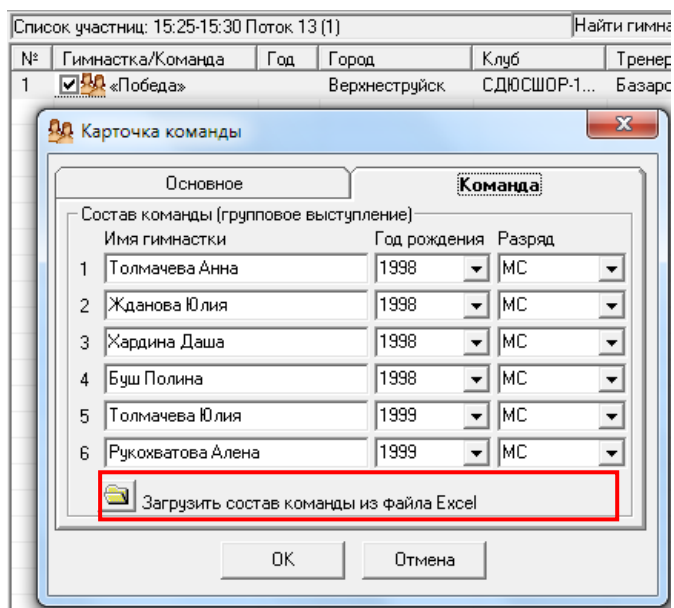 Список участниц: 15:25-15:30 Поток 13 (1) Найти гимна
№ Гимнастка/Команда Год Город Клуб Тренер
1 «Победа» Верхнеструйск СДЮСШОР-1... Базаро
Карточка команды
Основное Команда
Состав команды (групповое выступление)
Имя гимнастки Год рождения Разряд
1 Толмачева Анна 1998 МС
2 Жданова Юлия 1998 МС
3 Хардина Даша 1998 МС
4 Буш Полина 1998 МС
5 Толмачева Юлия 1999 МС
6 Рукохватова Алена 1999 МС
Загрузить состав команды из файла Excel
OK Отмена